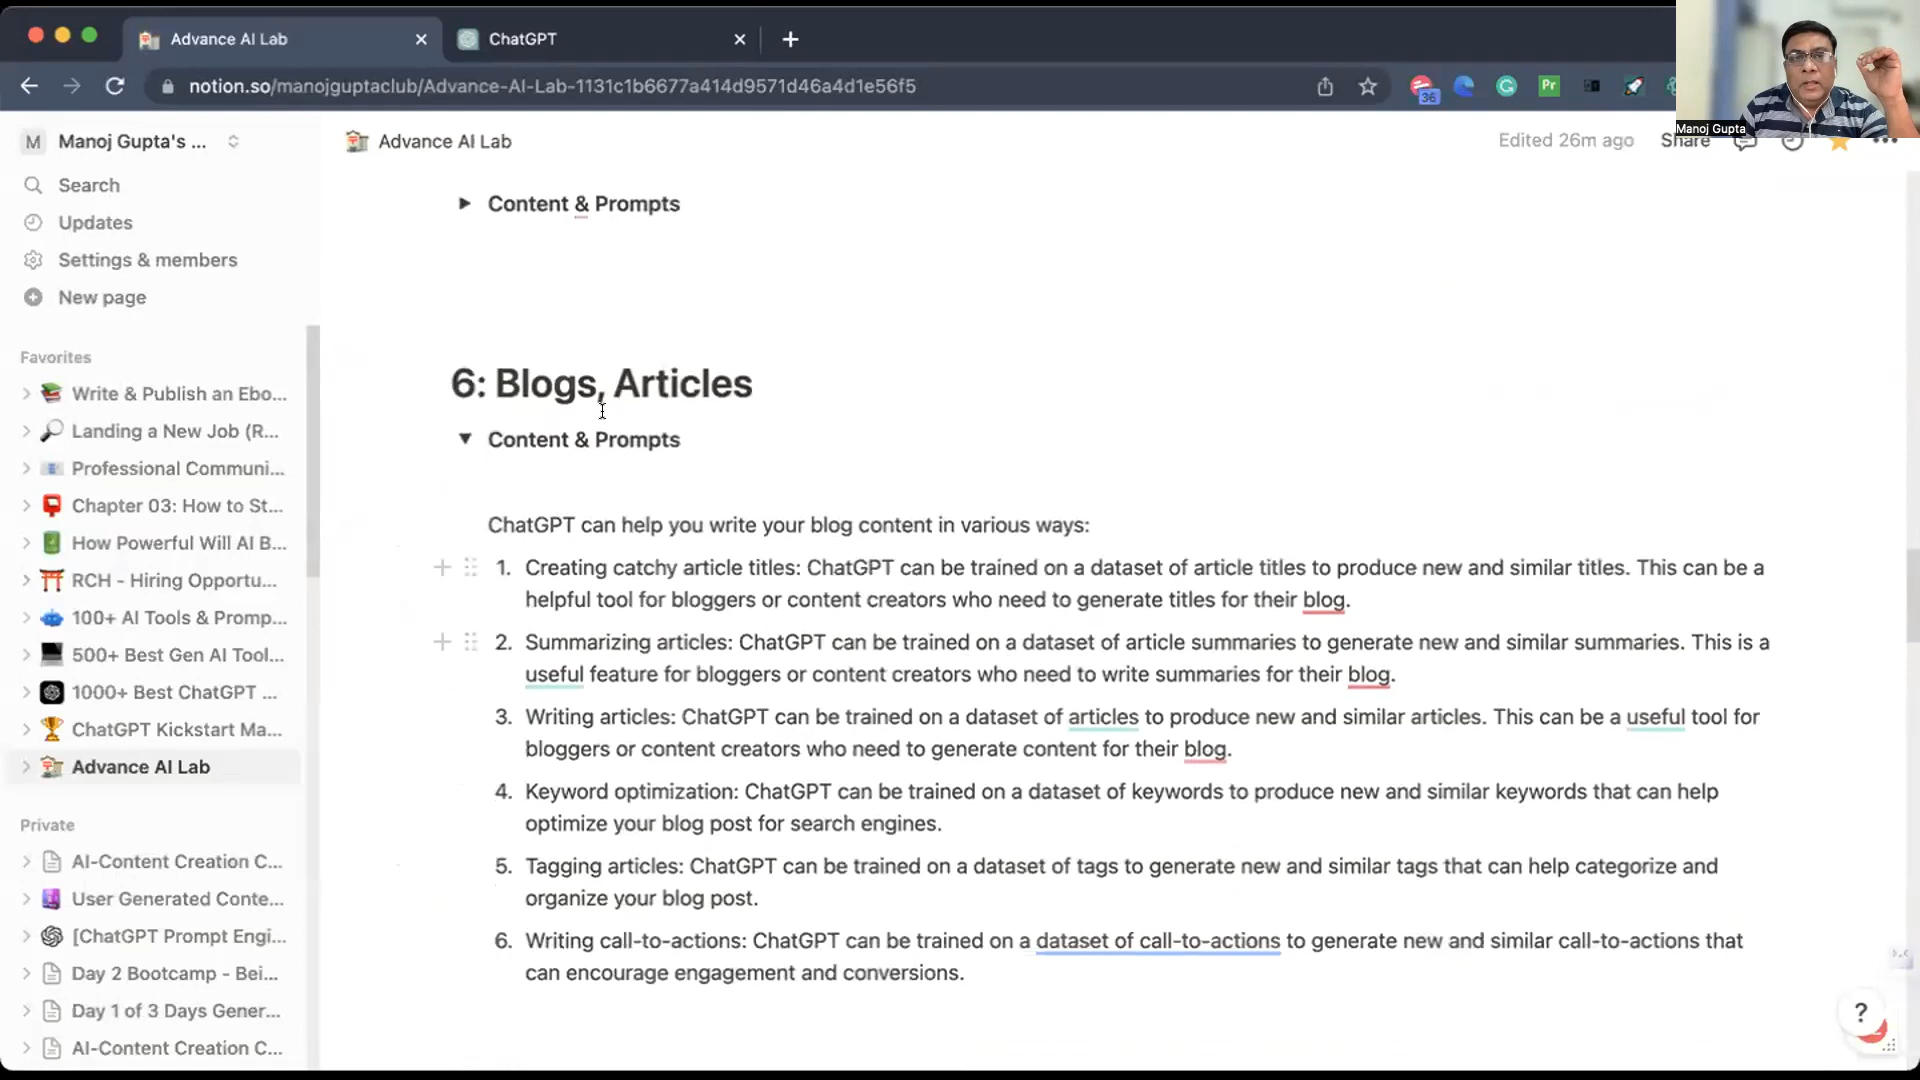 Advance AI Lab
ChatGPT
notion.so/manojguptaclub/Advance-AI-Lab-1131c1b6677a414d9571d46a4d1e56f5
36
Pr
Manoj Gupta
M Manoj Gupta's ...
Advance AI Lab
Edited 26m ago
Share
Search
Updates
Settings & members
New page
Favorites
Write & Publish an Ebo...
Landing a New Job (R...
Professional Communi...
Chapter 03: How to St...
How Powerful Will AI B...
RCH - Hiring Opportu...
100+ AI Tools & Promp...
500+ Best Gen AI Tool...
1000+ Best ChatGPT ...
ChatGPT Kickstart Ma...
Advance AI Lab
Private
AI-Content Creation C...
User Generated Conte...
[ChatGPT Prompt Engi...
Day 2 Bootcamp - Bei...
Day 1 of 3 Days Gener...
AI-Content Creation C...
Content & Prompts
6: Blogs, Articles
Content & Prompts
ChatGPT can help you write your blog content in various ways:
1. Creating catchy article titles: ChatGPT can be trained on a dataset of article titles to produce new and similar titles. This can be a
helpful tool for bloggers or content creators who need to generate titles for their blog.
2. Summarizing articles: ChatGPT can be trained on a dataset of article summaries to generate new and similar summaries. This is a
useful feature for bloggers or content creators who need to write summaries for their blog.
3. Writing articles: ChatGPT can be trained on a dataset of articles to produce new and similar articles. This can be a useful tool for
bloggers or content creators who need to generate content for their blog.
4. Keyword optimization: ChatGPT can be trained on a dataset of keywords to produce new and similar keywords that can help
optimize your blog post for search engines.
5. Tagging articles: ChatGPT can be trained on a dataset of tags to generate new and similar tags that can help categorize and
organize your blog post.
6. Writing call-to-actions: ChatGPT can be trained on a dataset of call-to-actions to generate new and similar call-to-actions that
can encourage engagement and conversions.
?